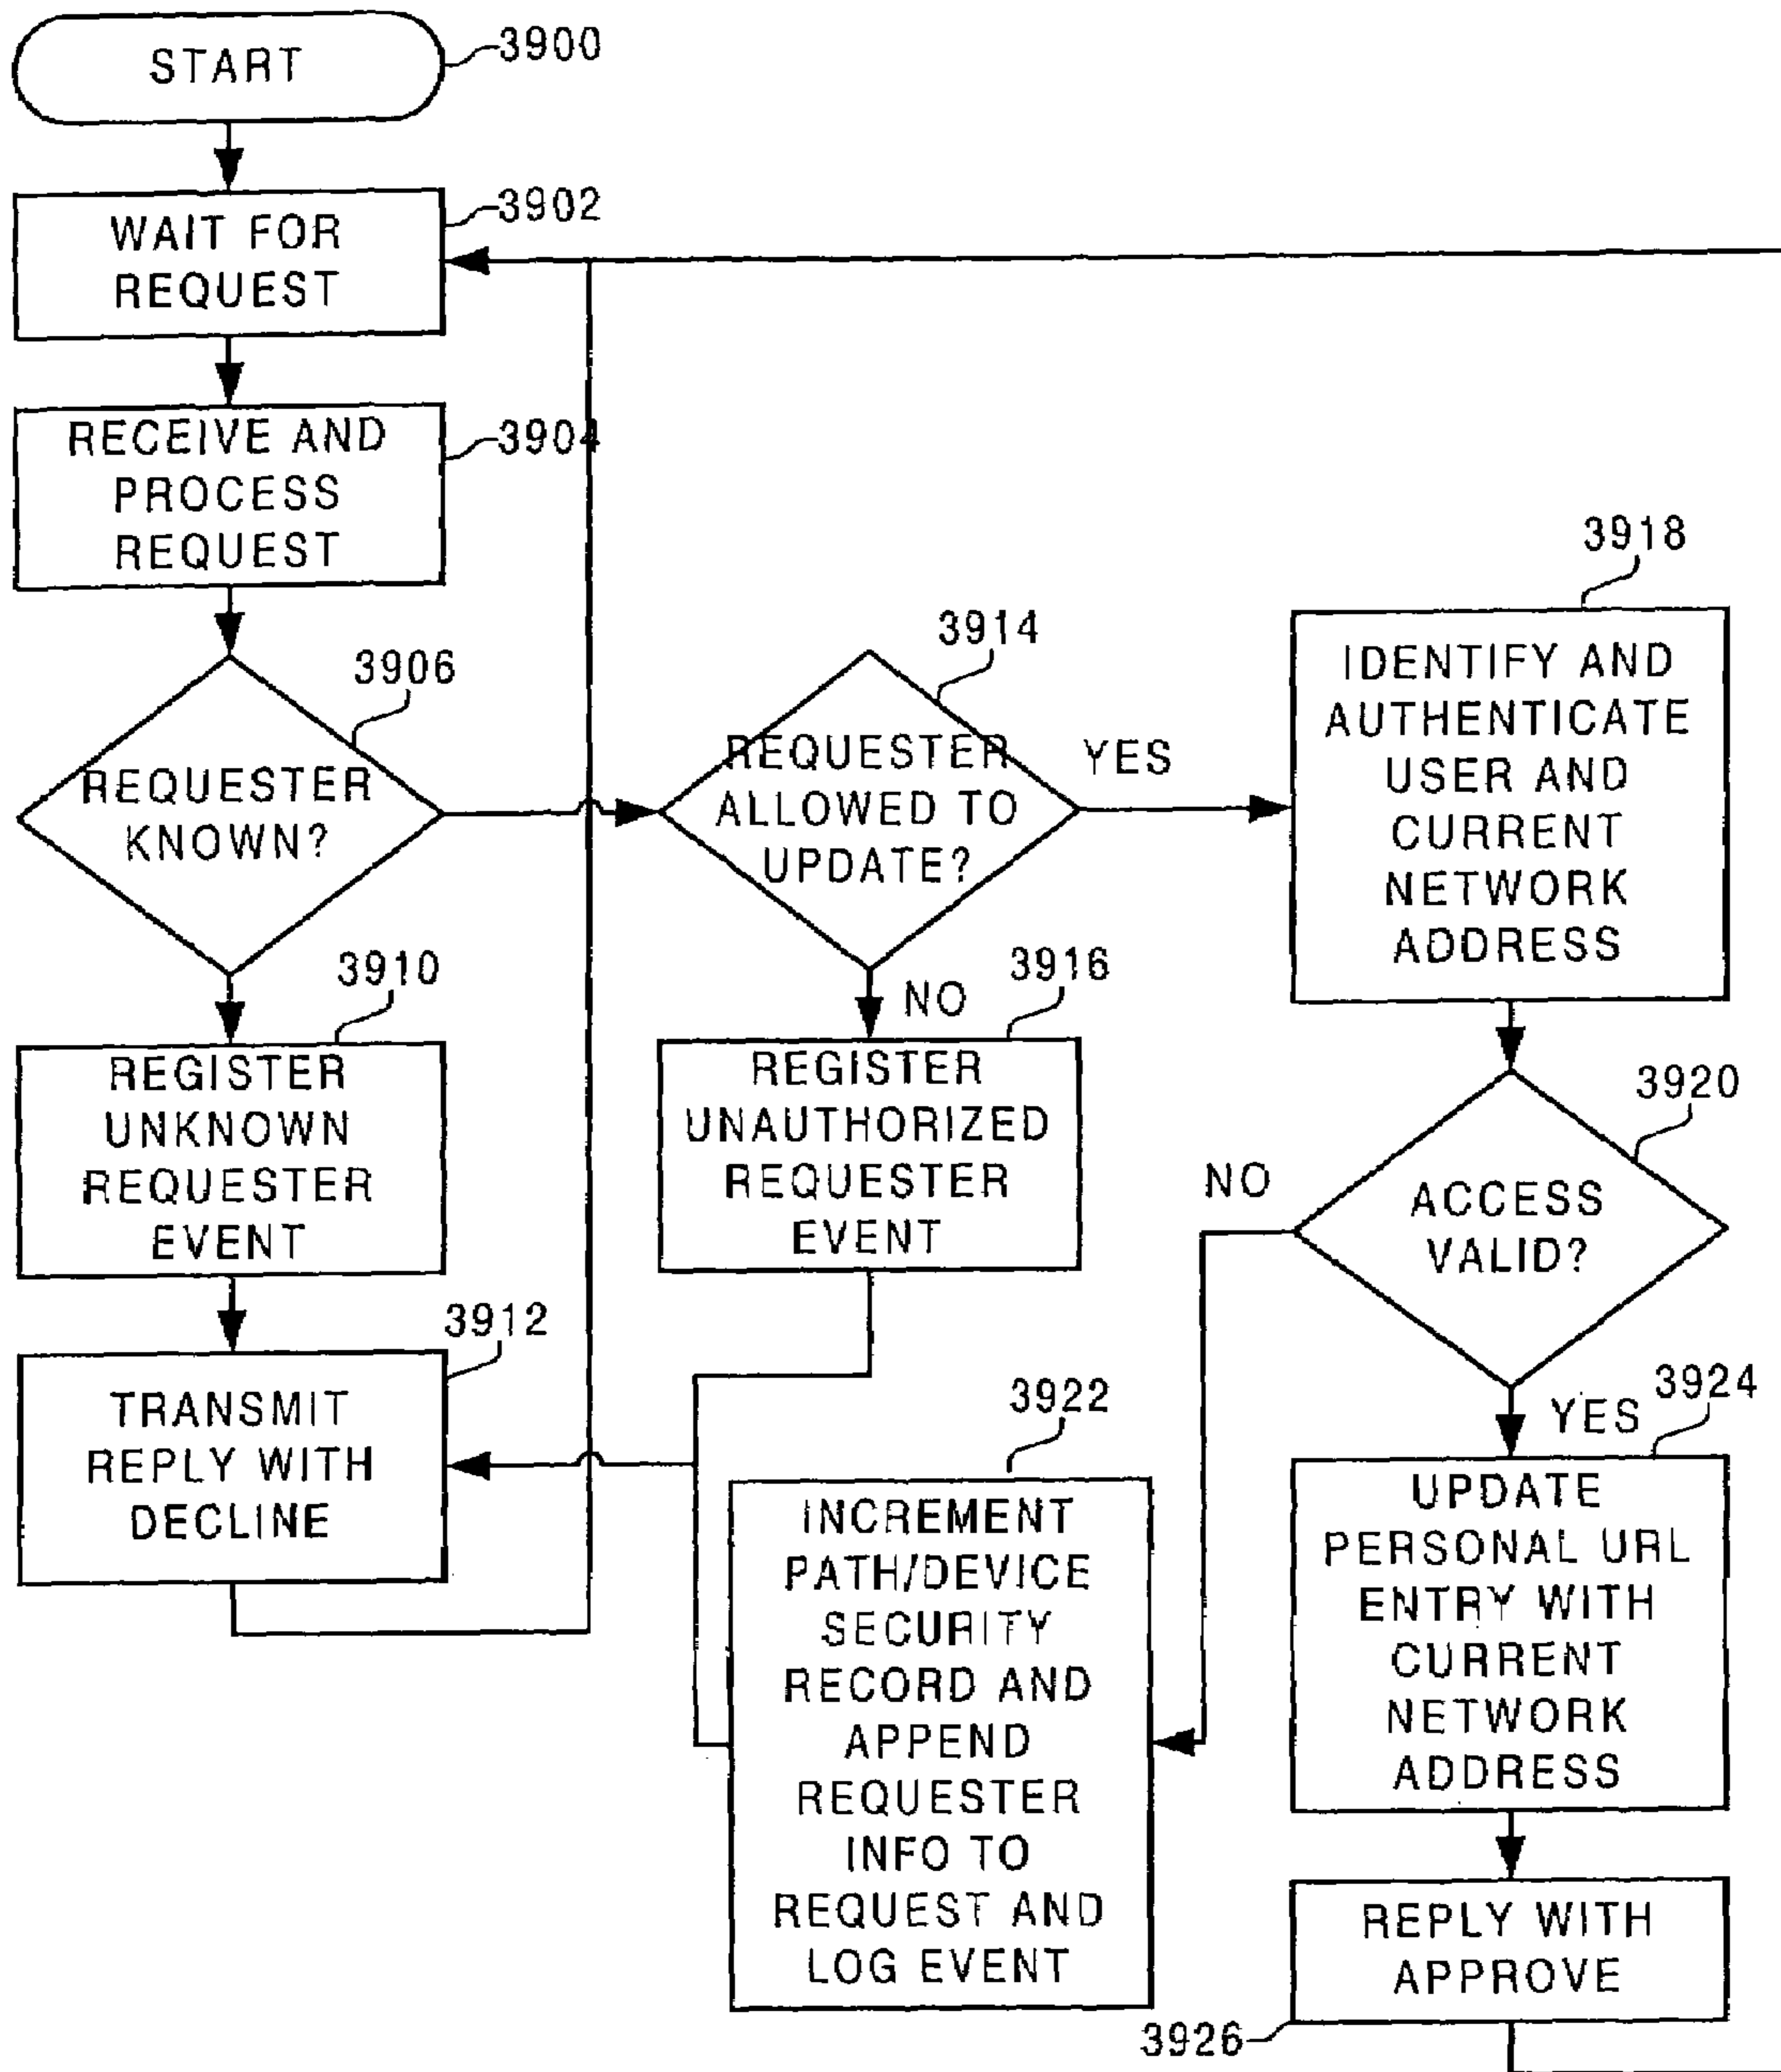 START
3900
WAIT FOR
REQUEST
3902
RECEIVE AND
PROCESS
REQUEST
3904
REQUESTER
KNOWN?
3906
REGISTER
UNKNOWN
REQUESTER
EVENT
3910
TRANSMIT
REPLY WITH
DECLINE
3912
REQUESTER
ALLOWED TO
UPDATE?
3914
YES
NO
REGISTER
UNAUTHORIZED
REQUESTER
EVENT
3916
IDENTIFY AND
AUTHENTICATE
USER AND
CURRENT
NETWORK
ADDRESS
3918
ACCESS
VALID?
3920
NO
YES
INCREMENT
PATH/DEVICE
SECURITY
RECORD AND
APPEND
REQUESTER
INFO TO
REQUEST AND
LOG EVENT
3922
UPDATE
PERSONAL URL
ENTRY WITH
CURRENT
NETWORK
ADDRESS
3924
REPLY WITH
APPROVE
3926